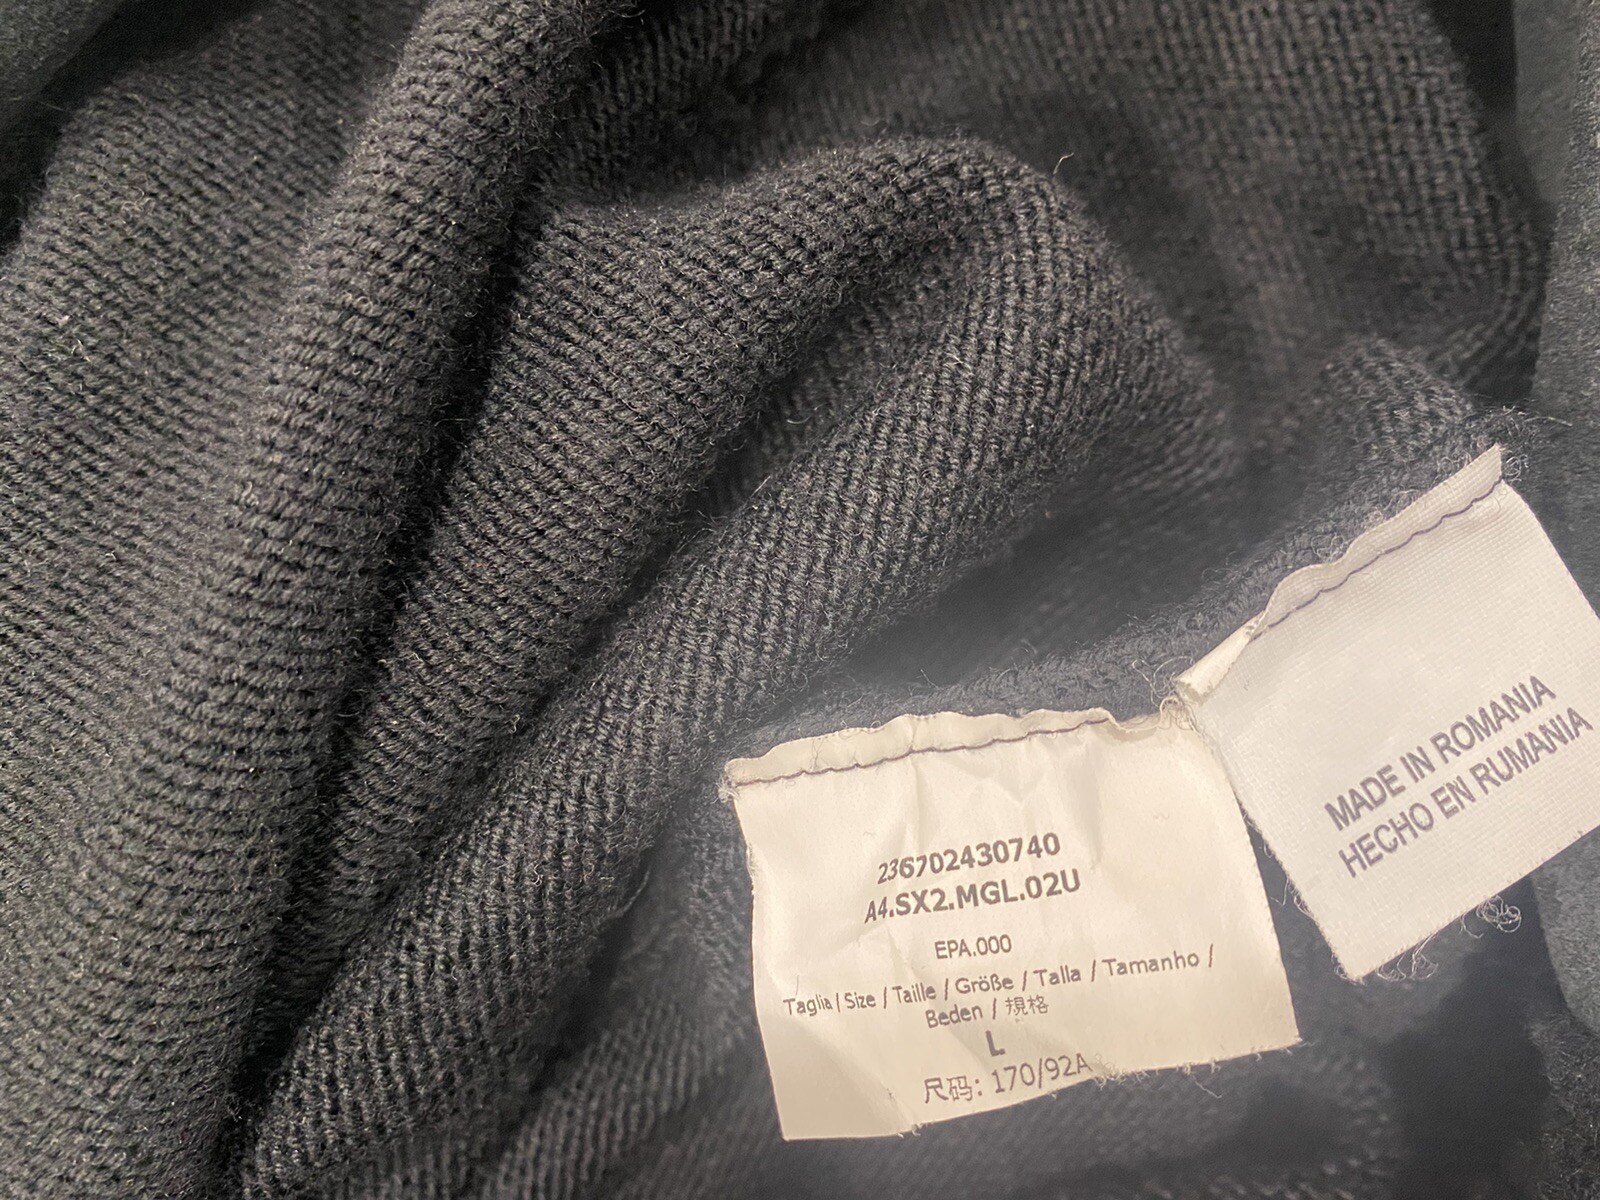 236702430740
A4.SX2.MGL.02U
EPA.000
Taglia / Size / Taille / Größe / Talla / Tamanho /
Beden / 規格
L
尺码: 170/92A
MADE IN ROMANIA
HECHO EN RUMANIA